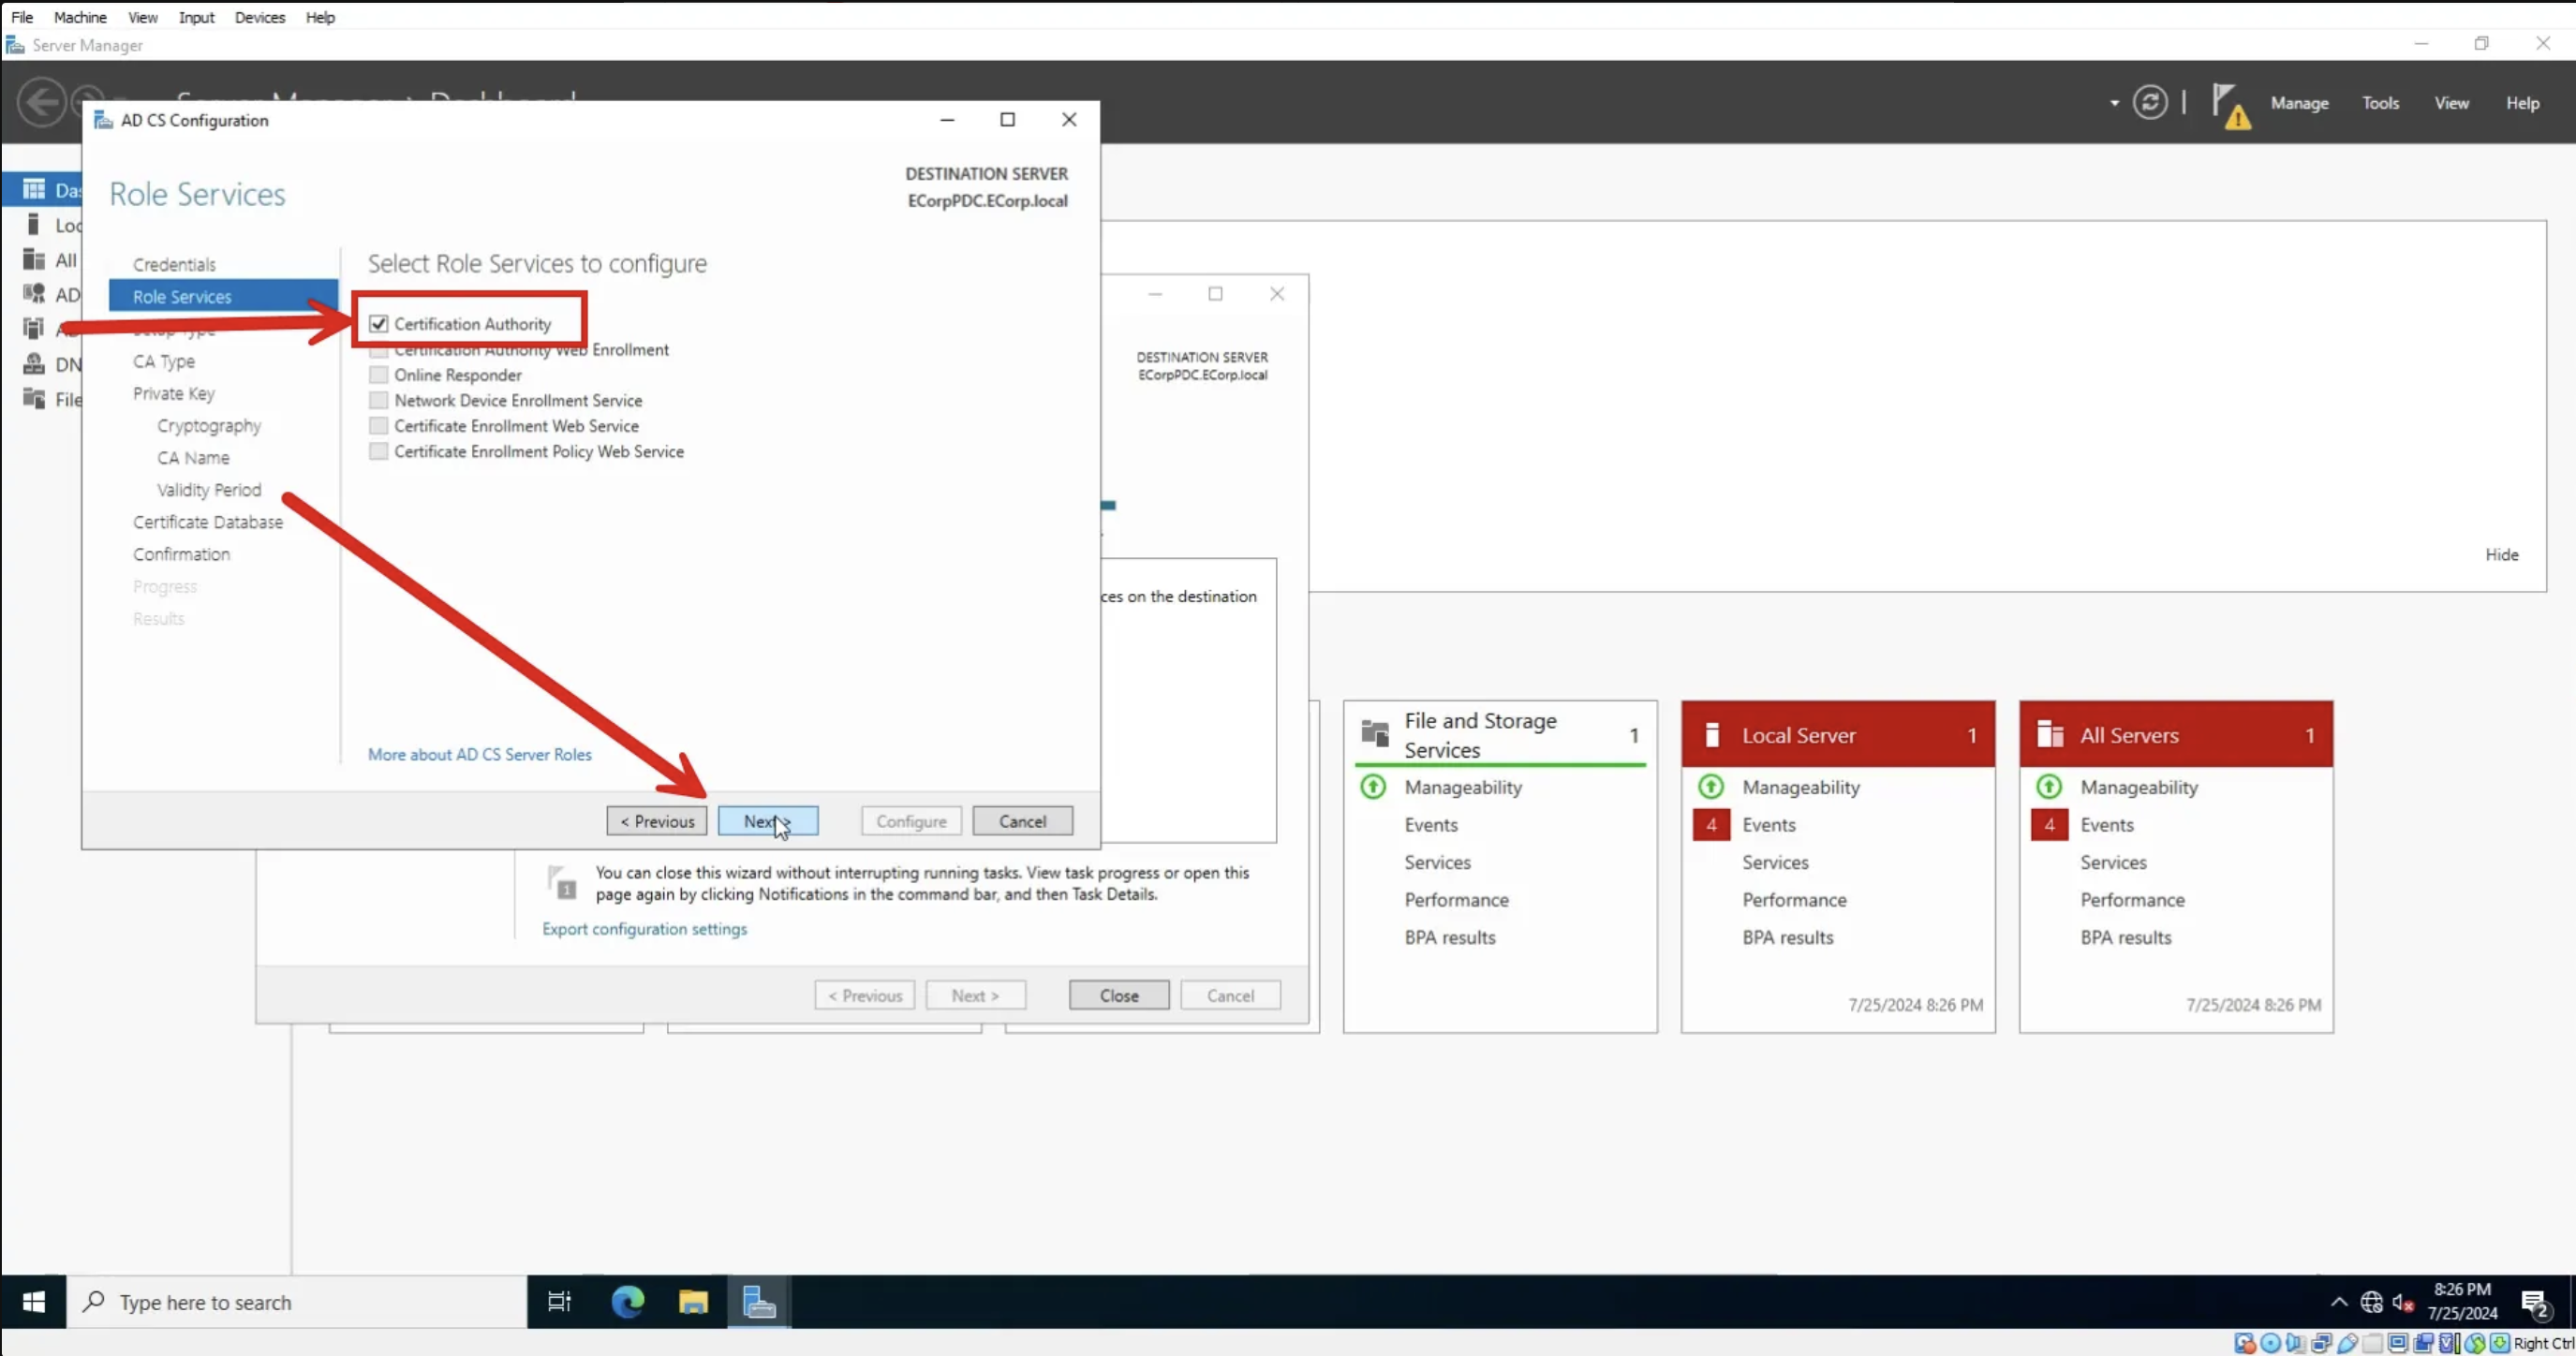 File Machine View Input Devices Help
Server Manager
Manage Tools View Help
AD CS Configuration
Role Services
DESTINATION SERVER
ECorpPDC.ECorp.local
Credentials
Role Services
CA Type
Private Key
Cryptography
CA Name
Validity Period
Certificate Database
Confirmation
Progress
Results
Select Role Services to configure
Certification Authority
Certification Authority Web Enrollment
Online Responder
Network Device Enrollment Service
Certificate Enrollment Web Service
Certificate Enrollment Policy Web Service
More about AD CS Server Roles
< Previous Next > Configure Cancel
All
AD
DN
File
DESTINATION SERVER
ECorpPDC.ECorp.local
ces on the destination
1
You can close this wizard without interrupting running tasks. View task progress or open this
page again by clicking Notifications in the command bar, and then Task Details.
Export configuration settings
< Previous Next > Close Cancel
Hide
File and Storage
Services 1
Manageability
Events
Services
Performance
BPA results
Local Server 1
Manageability
4 Events
Services
Performance
BPA results
7/25/2024 8:26 PM
All Servers 1
Manageability
4 Events
Services
Performance
BPA results
7/25/2024 8:26 PM
Type here to search
8:26 PM
7/25/2024
2
Right Ctrl